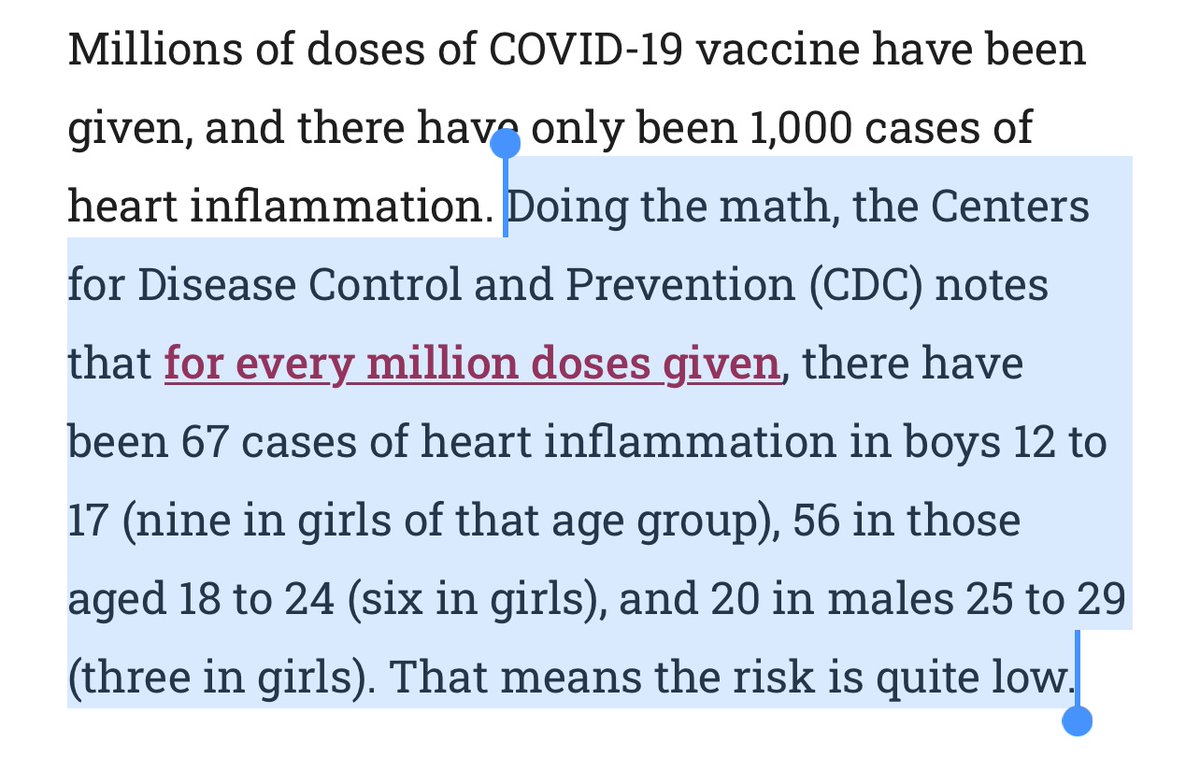 Millions of doses of COVID-19 vaccine have been
given, and there have only been 1,000 cases of
heart inflammation. Doing the math, the Centers
for Disease Control and Prevention (CDC) notes
that for every million doses given, there have
been 67 cases of heart inflammation in boys 12 to
17 (nine in girls of that age group), 56 in those
aged 18 to 24 (six in girls), and 20 in males 25 to 29
(three in girls). That means the risk is quite low.